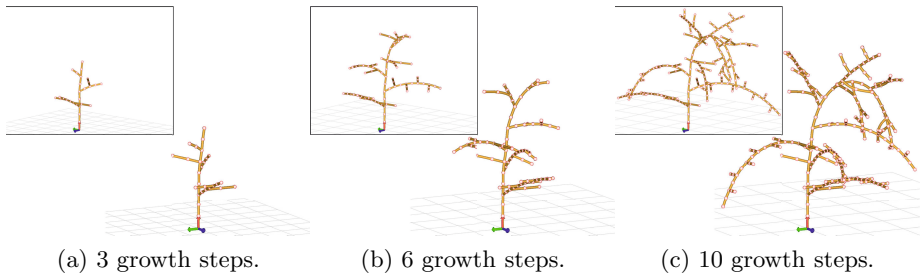 (a) 3 growth steps.
(b) 6 growth steps.
(c) 10 growth steps.